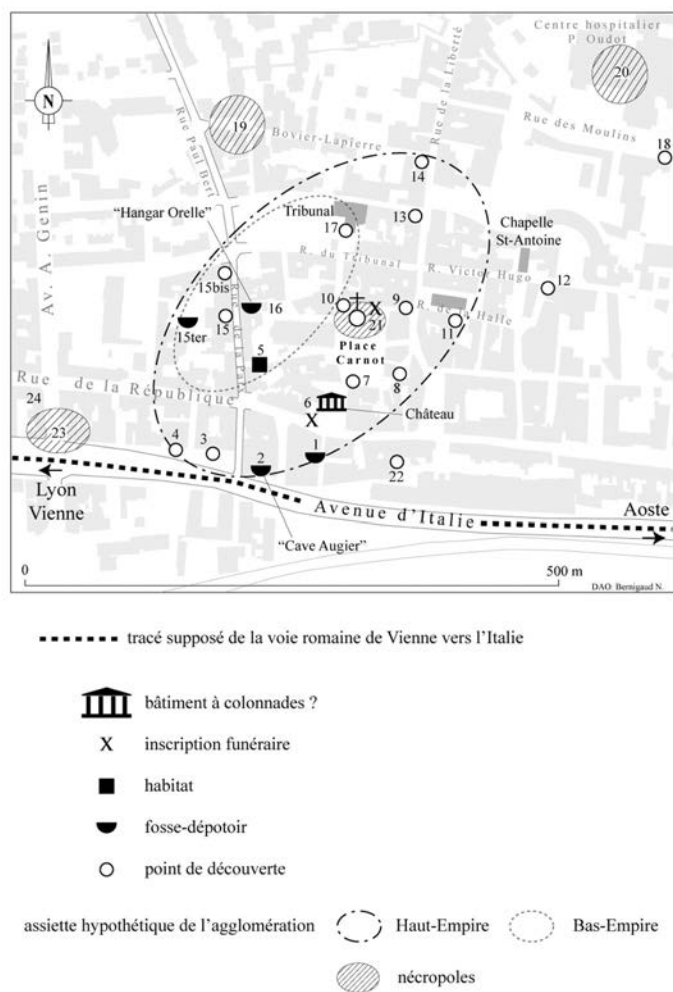 Centre hospitalier
P. Oudot
20
N
Rue de la Liberté
Rue des Moulins
18
19
Bovier-Lapierre
Rue Paul Bert
14
"Hangar Orelle"
Tribunal
13
Chapelle
St-Antoine
Av. A. Genin
17
R. du Tribunal
R. Victor Hugo
15bis
12
16
10
9
R. de la Halle
15ter
15
21
11
Rue de la Paix
Place
Carnot
5
7
8
Rue de la République
6
Château
24
23
4
3
2
1
22
Lyon
Vienne
Avenue d'Italie
Aoste
"Cave Augier"
0
500 m
DAO: Bernigaud N.
tracé supposé de la voie romaine de Vienne vers l'Italie
bâtiment à colonnades ?
X inscription funéraire
habitat
fosse-dépotoir
point de découverte
assiette hypothétique de l'agglomération Haut-Empire Bas-Empire
nécropoles